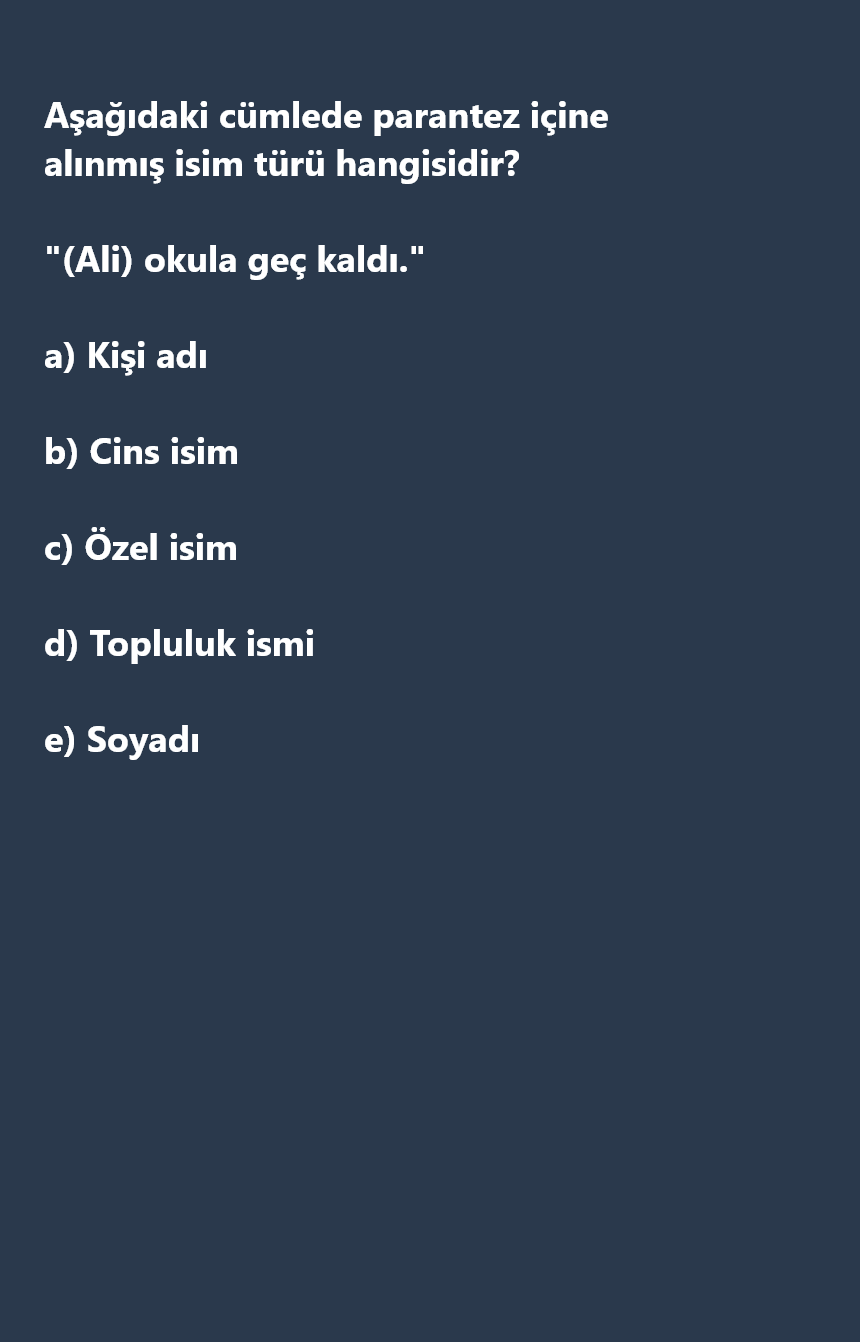 Aşağıdaki cümlede parantez içine
alınmış isim türü hangisidir?
"(Ali) okula geç kaldı."
a) Kişi adı
b) Cins isim
c) Özel isim
d) Topluluk ismi
e) Soyadı